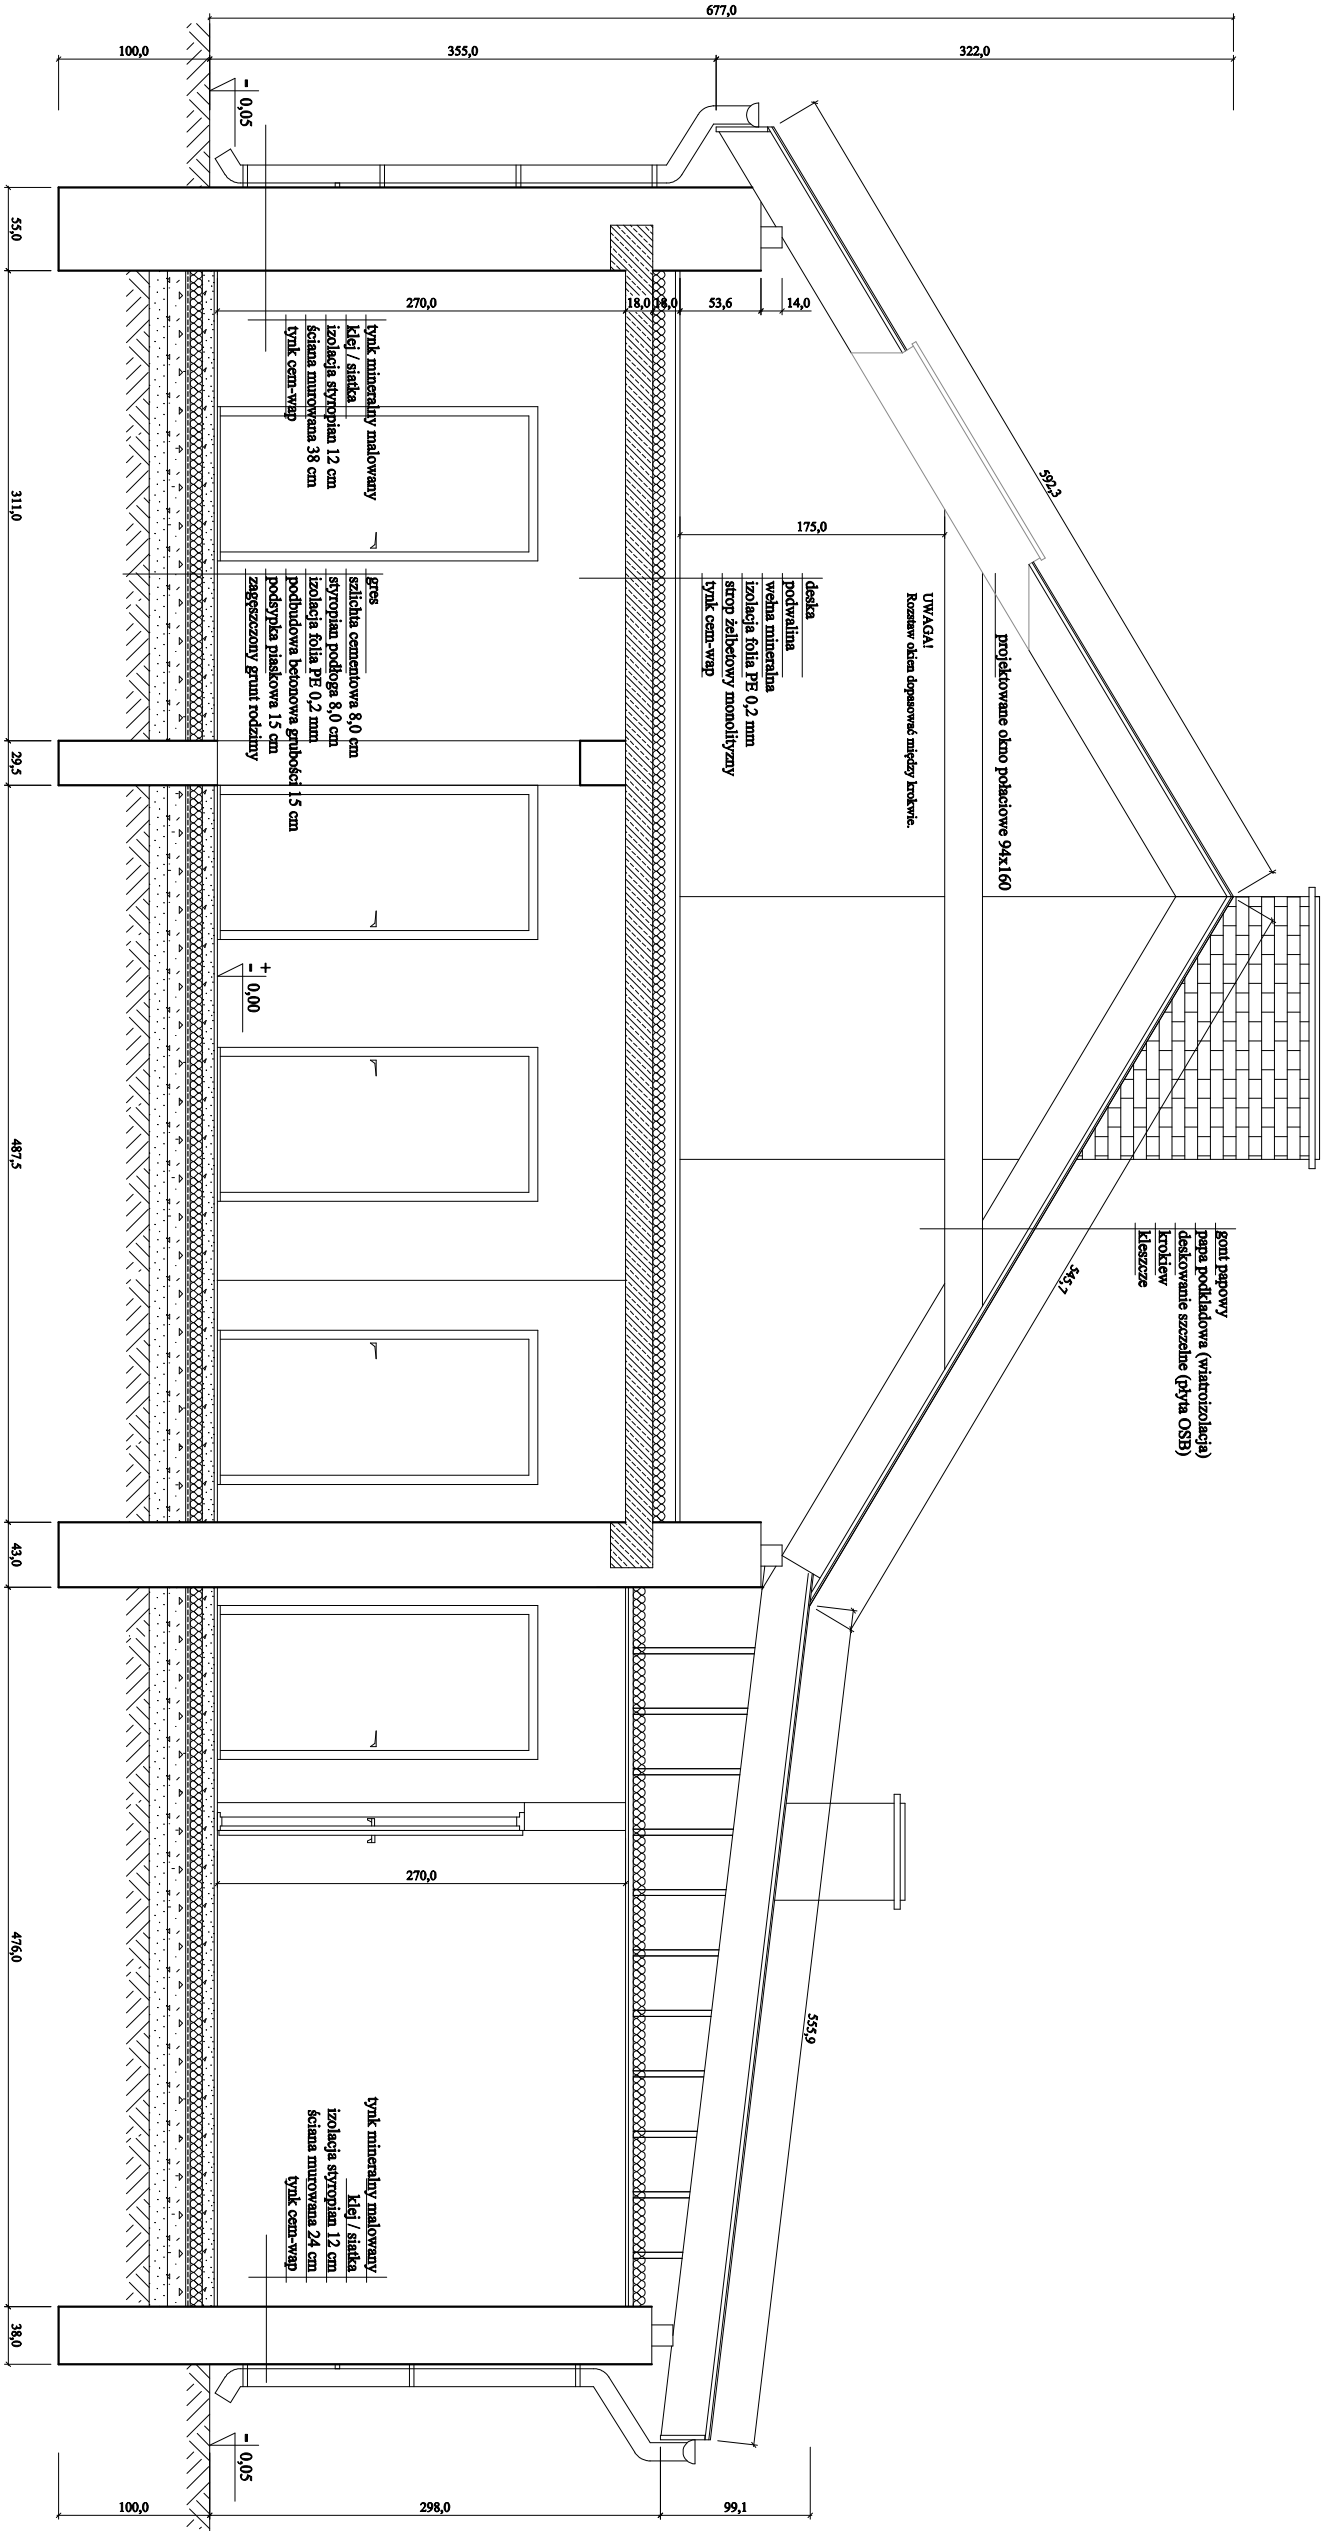 677,0
100,0
355,0
322,0
- 0,05
592,3
270,0
18,0
18,0
53,6
14,0
175,0
tynk mineralny malowany
klej / siatka
izolacja styropian 12 cm
ściana murowana 38 cm
tynk cem-wap
gres
szlichta cementowa 8,0 cm
styropian podłoga 8,0 cm
izolacja folia PE 0,2 mm
podbudowa betonowa grubości 15 cm
podsypka piaskowa 15 cm
zagęszczony grunt rodzimy
deska
podwalina
wełna mineralna
izolacja folia PE 0,2 mm
strop żelbetowy monolityzny
tynk cem-wap
UWAGA!
Rozstaw okien dopasować między krokwie.
projektowane okno połaciowe 94x160
+
- 0,00
gont papowy
papa podkładowa (wiatroizolacja)
deskowanie szczelne (płyta OSB)
krokiew
kleszcze
545,7
555,9
270,0
tynk mineralny malowany
klej / siatka
izolacja styropian 12 cm
ściana murowana 24 cm
tynk cem-wap
- 0,05
100,0
298,0
99,1
55,0
311,0
29,5
487,5
43,0
476,0
38,0